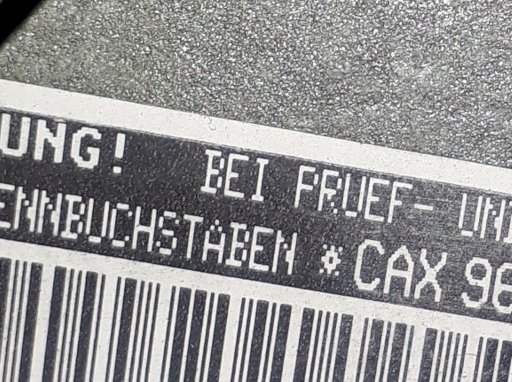 UNG! BEI PRUEF- UN
ENNBUCHSTABEN * CAX 96